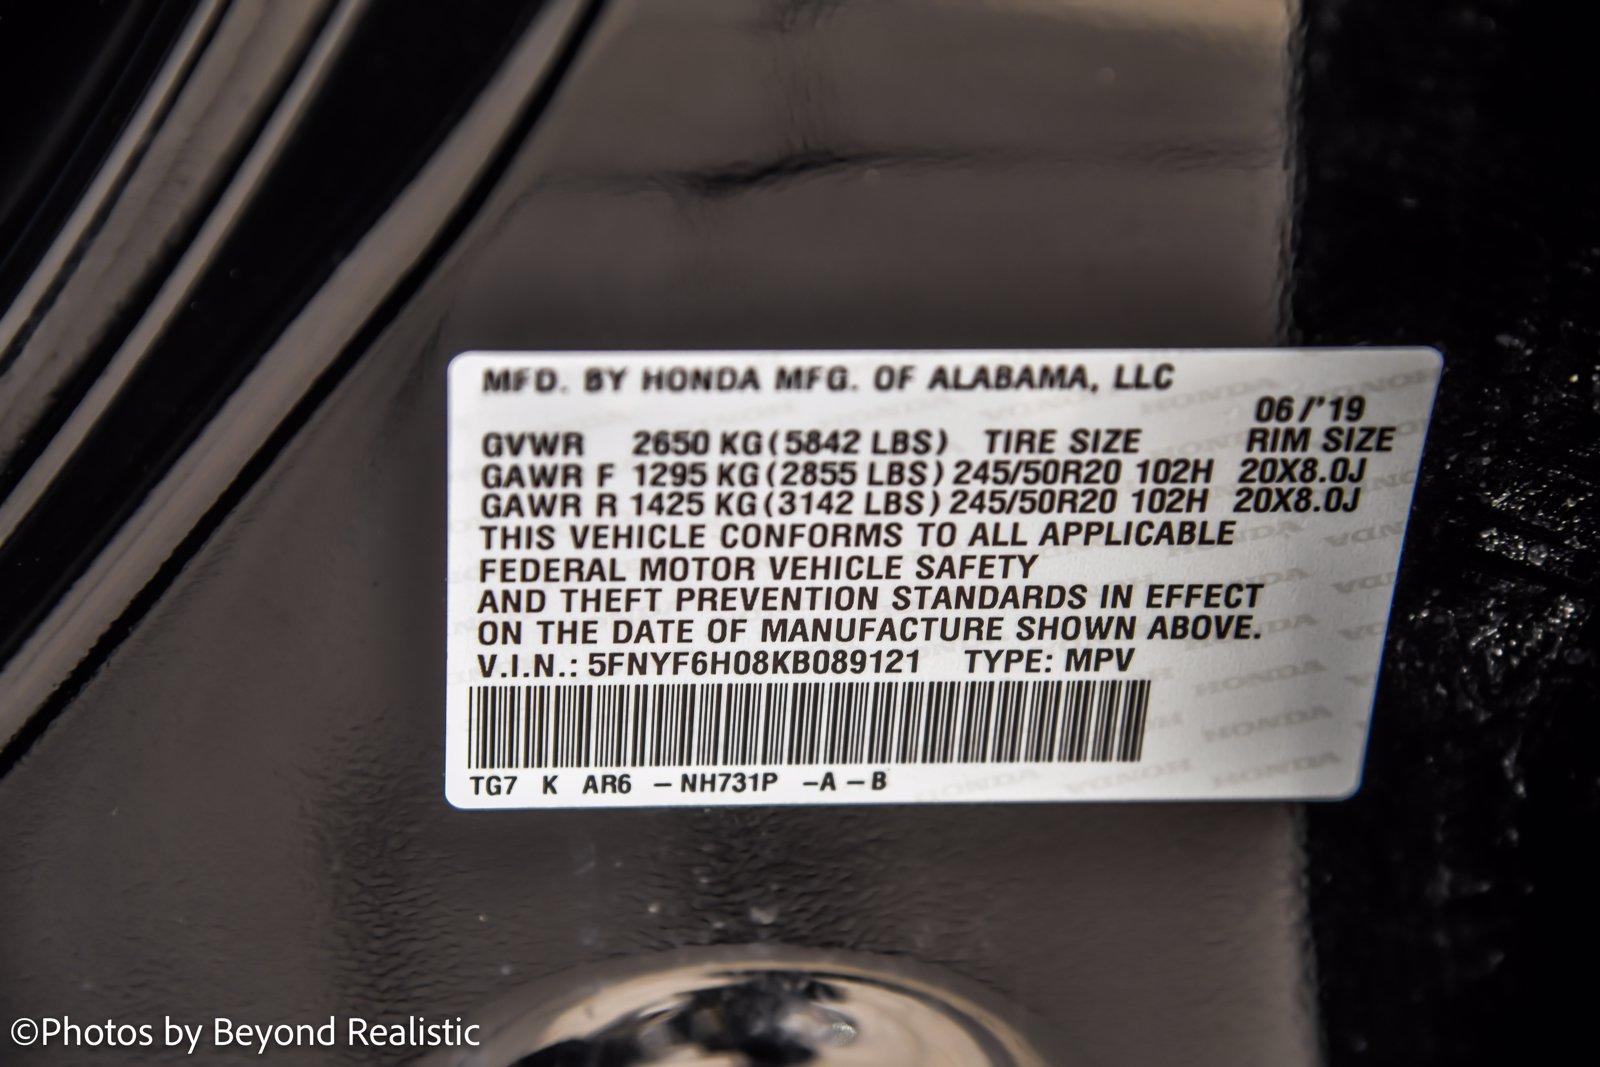 MFD. BY HONDA MFG. OF ALABAMA, LLC
06/'19
GVWR 2650 KG(5842 LBS) TIRE SIZE RIM SIZE
GAWR F 1295 KG(2855 LBS) 245/50R20 102H 20X8.0J
GAWR R 1425 KG(3142 LBS) 245/50R20 102H 20X8.0J
THIS VEHICLE CONFORMS TO ALL APPLICABLE
FEDERAL MOTOR VEHICLE SAFETY
AND THEFT PREVENTION STANDARDS IN EFFECT
ON THE DATE OF MANUFACTURE SHOWN ABOVE.
V.I.N.: 5FNYF6H08KB089121 TYPE: MPV
TG7 K AR6 –NH731P –A–B
©Photos by Beyond Realistic